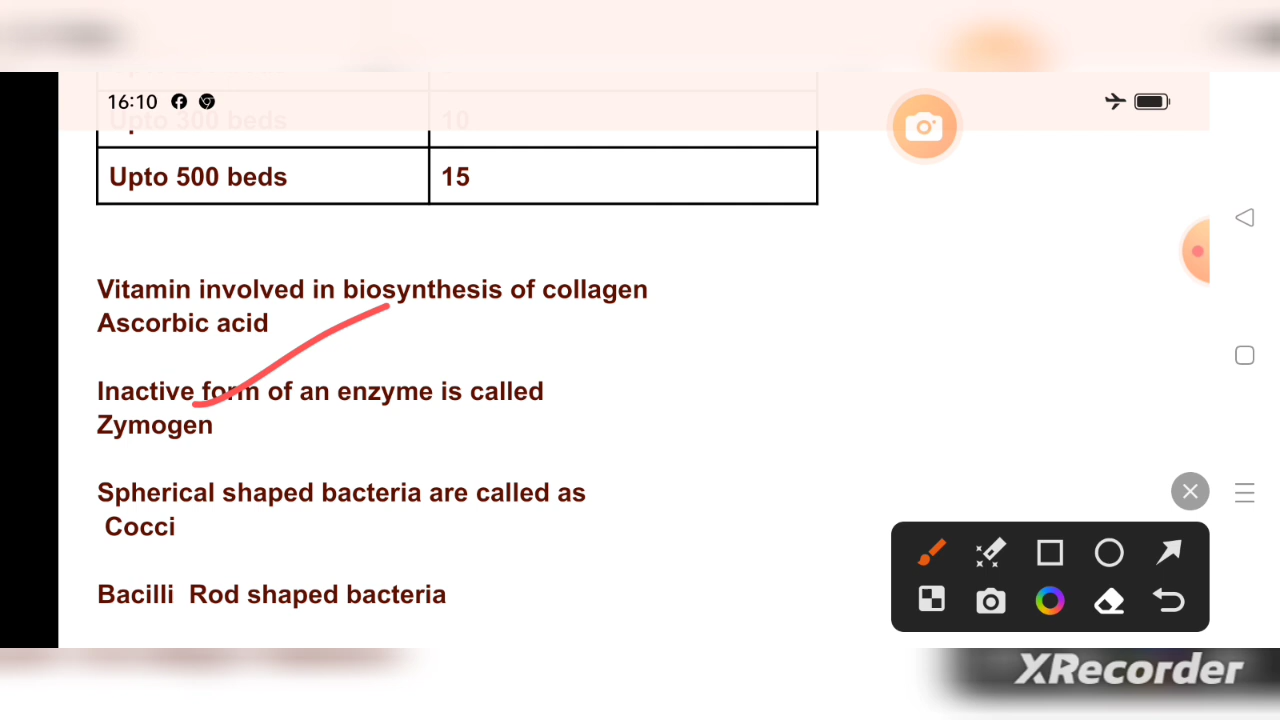 16:10
Upto 300 beds 10
Upto 500 beds 15
Vitamin involved in biosynthesis of collagen
Ascorbic acid
Inactive form of an enzyme is called
Zymogen
Spherical shaped bacteria are called as
Cocci
Bacilli Rod shaped bacteria
XRecorder